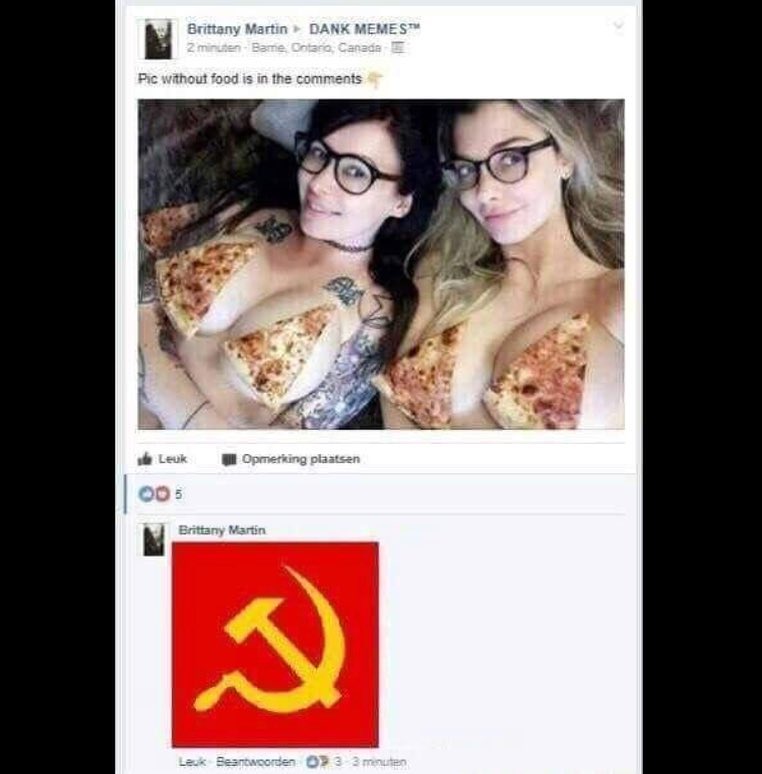 Brittany Martin ▸ DANK MEMES™
2 minuten · Barrie, Ontario, Canada ·
Pic without food is in the comments 👇
Leuk Opmerking plaatsen
5
Brittany Martin
Leuk · Beantwoorden · 3 · 3 minuten